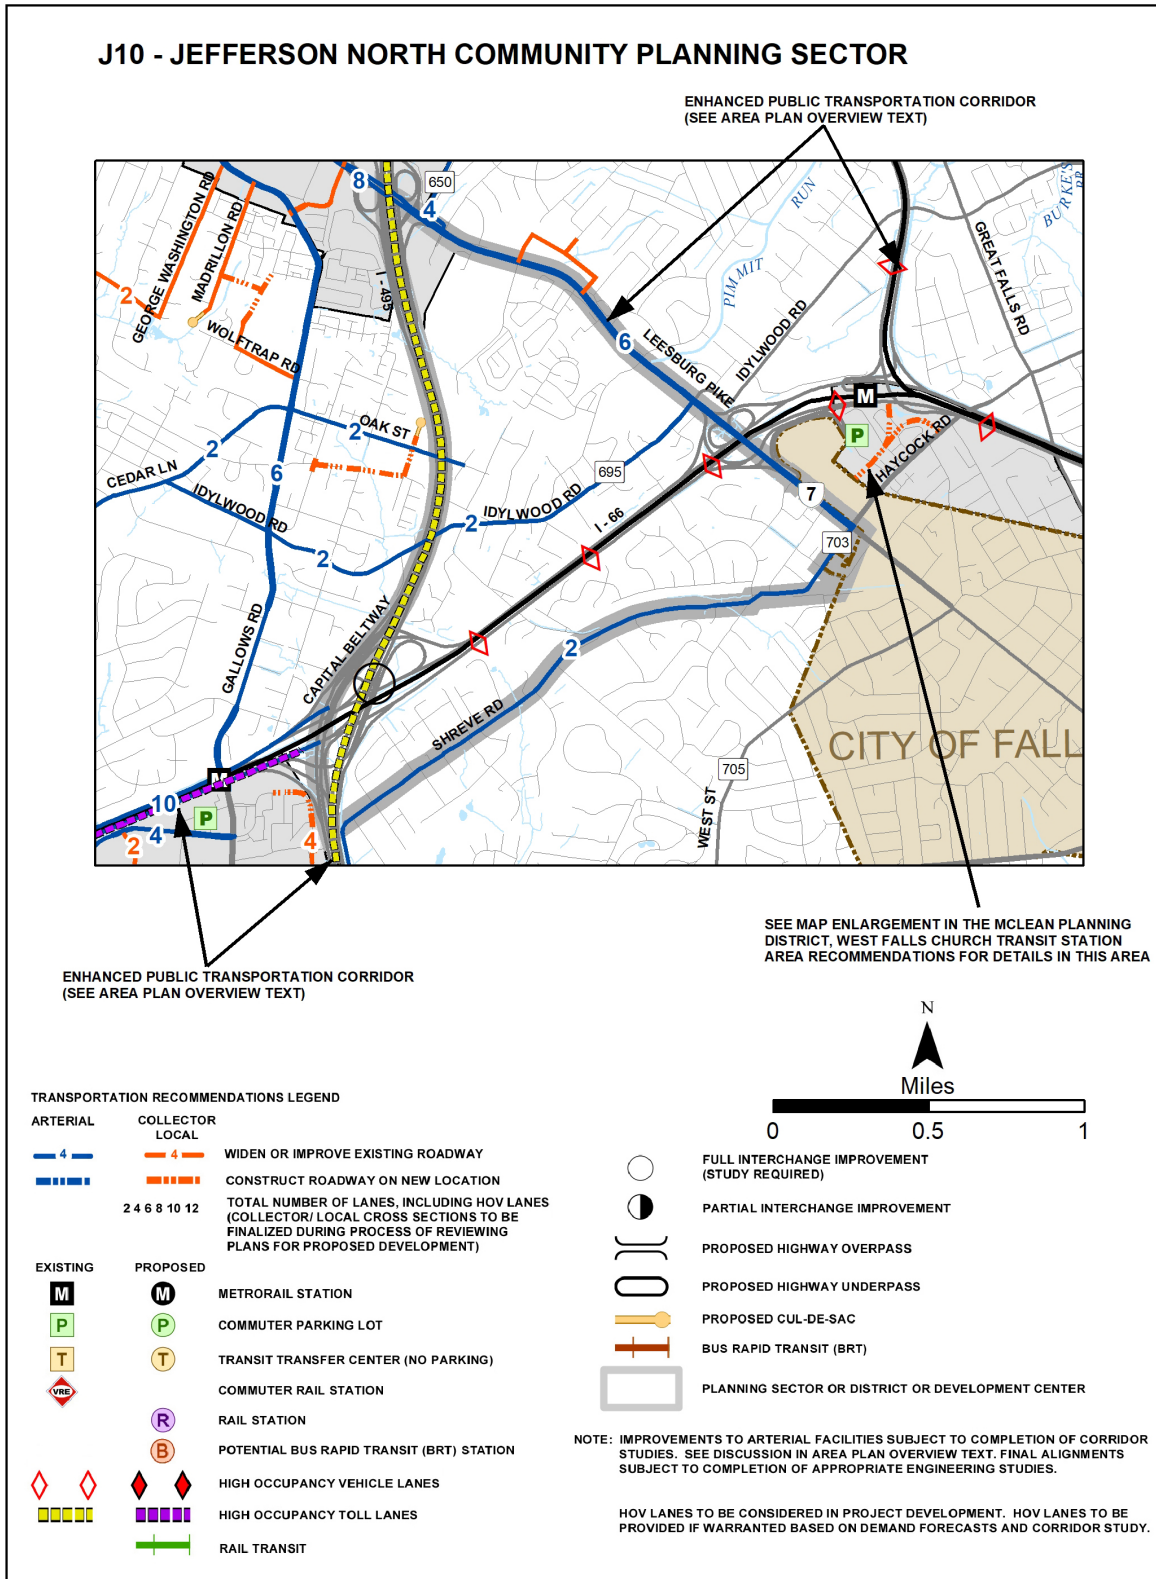 J10 - JEFFERSON NORTH COMMUNITY PLANNING SECTOR
ENHANCED PUBLIC TRANSPORTATION CORRIDOR
(SEE AREA PLAN OVERVIEW TEXT)
8
650
4
GEORGE WASHINGTON RD
MADRILLON RD
I - 495
RUN
PIMMIT
BURKE'S
BR
GREAT FALLS RD
2
WOLFTRAP RD
6
LEESBURG PIKE
IDYLWOOD RD
M
P
HAYCOCK RD
OAK ST
2
2
CEDAR LN
6
IDYLWOOD RD
695
7
IDYLWOOD RD
2
I - 66
703
2
GALLOWS RD
CAPITAL BELTWAY
2
SHREVE RD
CITY OF FALL
705
WEST ST
M
10
P
4
2
4
SEE MAP ENLARGEMENT IN THE MCLEAN PLANNING
DISTRICT, WEST FALLS CHURCH TRANSIT STATION
AREA RECOMMENDATIONS FOR DETAILS IN THIS AREA
ENHANCED PUBLIC TRANSPORTATION CORRIDOR
(SEE AREA PLAN OVERVIEW TEXT)
N
Miles
0 0.5 1
TRANSPORTATION RECOMMENDATIONS LEGEND
ARTERIAL COLLECTOR
LOCAL
4 4 WIDEN OR IMPROVE EXISTING ROADWAY
CONSTRUCT ROADWAY ON NEW LOCATION
2 4 6 8 10 12 TOTAL NUMBER OF LANES, INCLUDING HOV LANES
(COLLECTOR/ LOCAL CROSS SECTIONS TO BE
FINALIZED DURING PROCESS OF REVIEWING
PLANS FOR PROPOSED DEVELOPMENT)
EXISTING PROPOSED
M M METRORAIL STATION
P P COMMUTER PARKING LOT
T T TRANSIT TRANSFER CENTER (NO PARKING)
VRE COMMUTER RAIL STATION
R RAIL STATION
B POTENTIAL BUS RAPID TRANSIT (BRT) STATION
HIGH OCCUPANCY VEHICLE LANES
HIGH OCCUPANCY TOLL LANES
RAIL TRANSIT
FULL INTERCHANGE IMPROVEMENT
(STUDY REQUIRED)
PARTIAL INTERCHANGE IMPROVEMENT
PROPOSED HIGHWAY OVERPASS
PROPOSED HIGHWAY UNDERPASS
PROPOSED CUL-DE-SAC
BUS RAPID TRANSIT (BRT)
PLANNING SECTOR OR DISTRICT OR DEVELOPMENT CENTER
NOTE: IMPROVEMENTS TO ARTERIAL FACILITIES SUBJECT TO COMPLETION OF CORRIDOR
STUDIES. SEE DISCUSSION IN AREA PLAN OVERVIEW TEXT. FINAL ALIGNMENTS
SUBJECT TO COMPLETION OF APPROPRIATE ENGINEERING STUDIES.
HOV LANES TO BE CONSIDERED IN PROJECT DEVELOPMENT. HOV LANES TO BE
PROVIDED IF WARRANTED BASED ON DEMAND FORECASTS AND CORRIDOR STUDY.